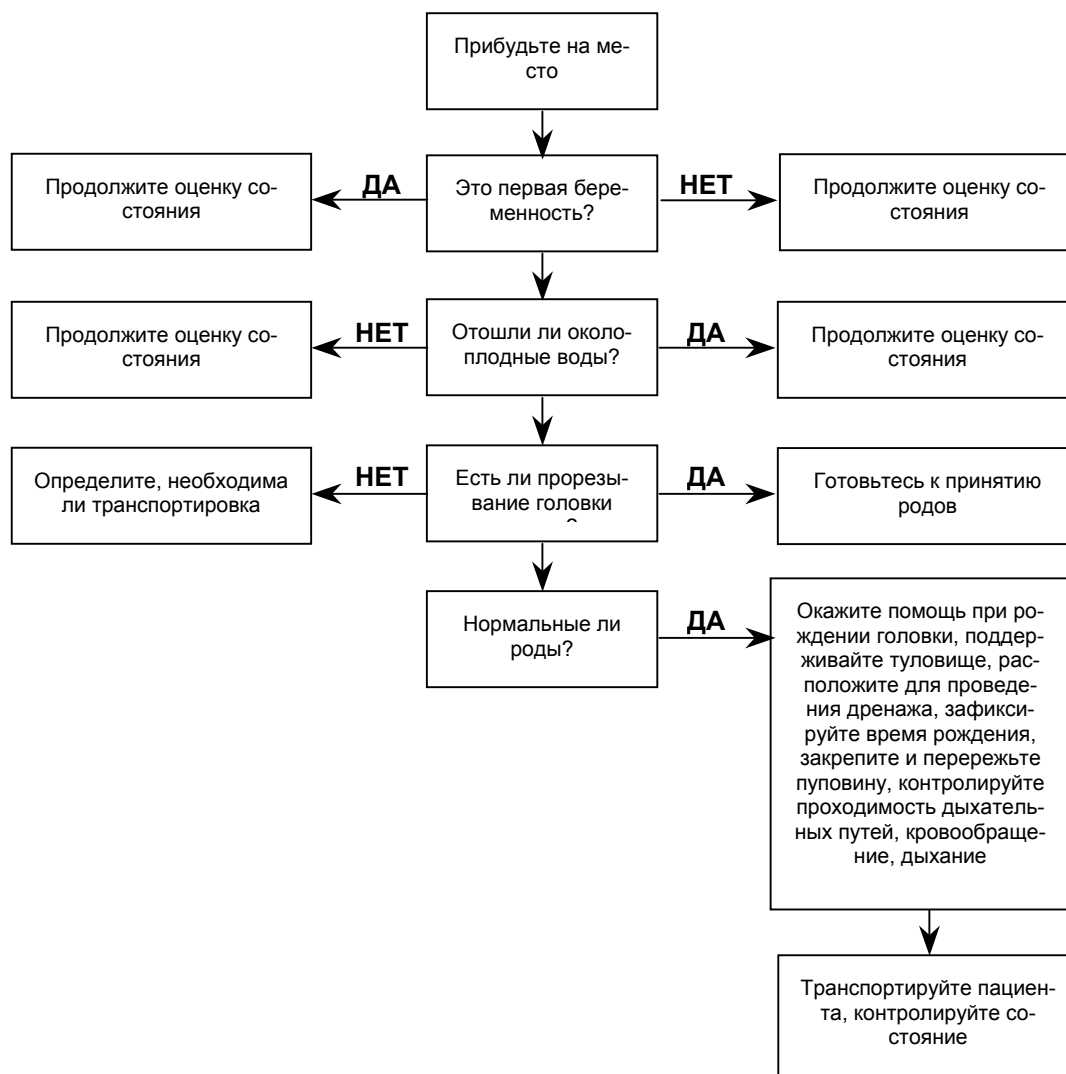 Прибудьте на ме-
сто
Продолжите оценку со-
стояния
ДА
Это первая бере-
менность?
НЕТ
Продолжите оценку со-
стояния
Продолжите оценку со-
стояния
НЕТ
Отошли ли около-
плодные воды?
ДА
Продолжите оценку со-
стояния
Определите, необходима
ли транспортировка
НЕТ
Есть ли прорезы-
вание головки
ДА
Готовьтесь к принятию
родов
Нормальные ли
роды?
ДА
Окажите помощь при ро-
ждении головки, поддер-
живайте туловище, рас-
положите для проведе-
ния дренажа, зафикси-
руйте время рождения,
закрепите и перережьте
пуповину, контролируйте
проходимость дыхатель-
ных путей, кровообраще-
ние, дыхание
Транспортируйте пациен-
та, контролируйте со-
стояние